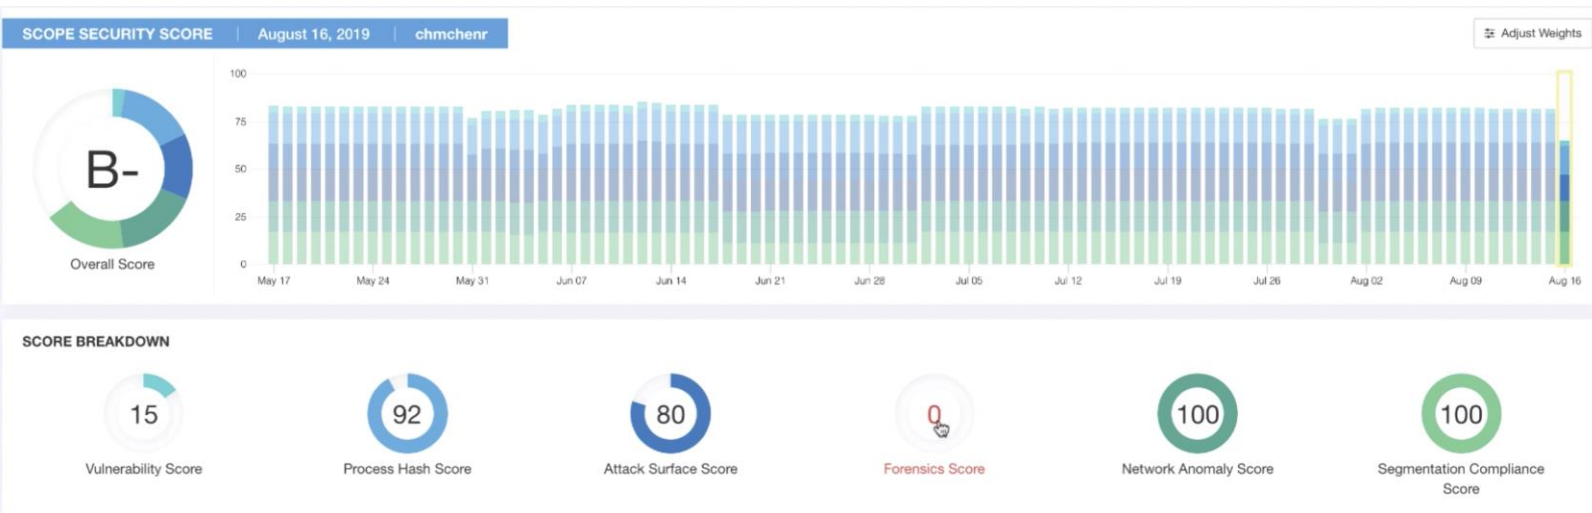 SCOPE SECURITY SCORE | August 16, 2019 | chmchenr
Adjust Weights
B-
Overall Score
100
75
50
25
0
May 17 May 24 May 31 Jun 07 Jun 14 Jun 21 Jun 28 Jul 05 Jul 12 Jul 19 Jul 26 Aug 02 Aug 09 Aug 16
SCORE BREAKDOWN
15 92 80 0 100 100
Vulnerability Score Process Hash Score Attack Surface Score Forensics Score Network Anomaly Score Segmentation Compliance
Score